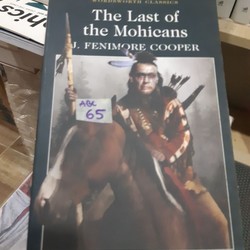 WORDSWORTH CLASSICS
The Last of
the Mohicans
J. FENIMORE COOPER
ABL
65